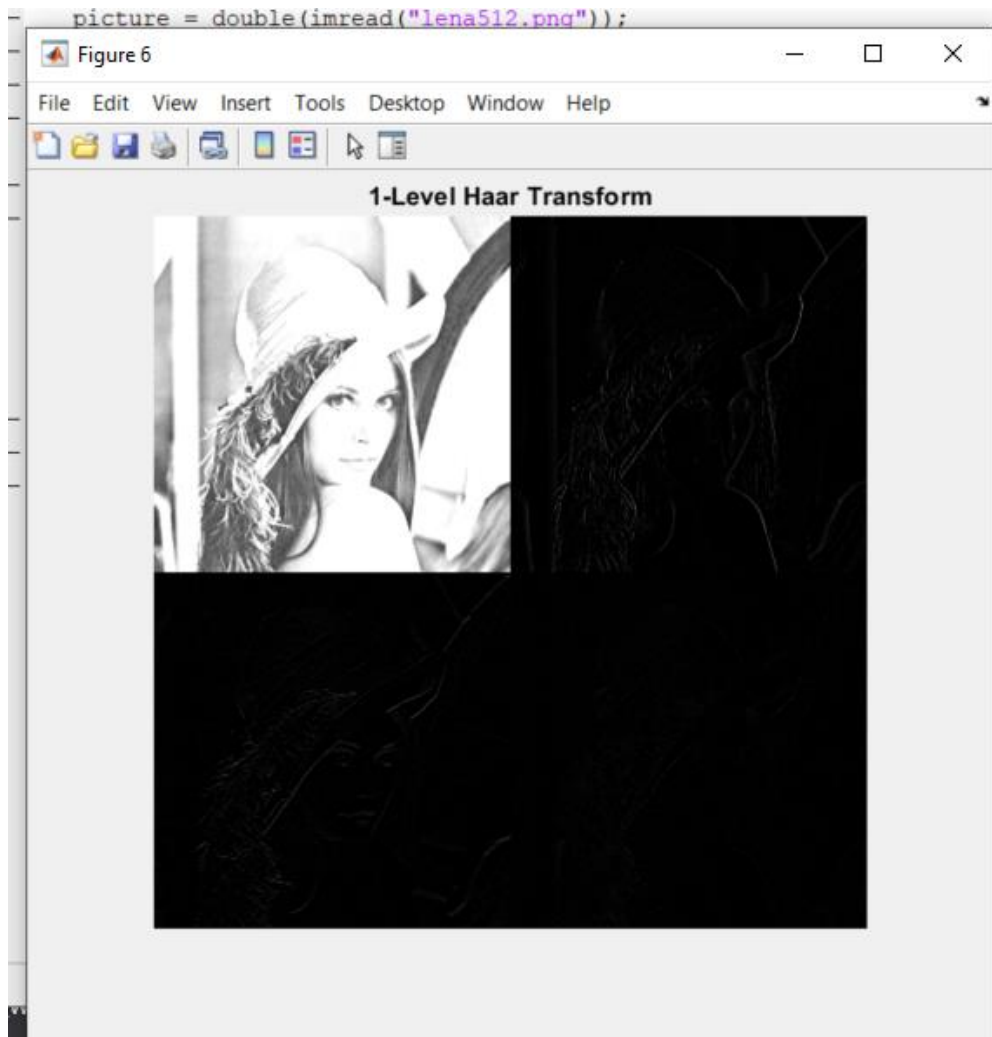 picture = double(imread("lena512.png"));
Figure 6
File Edit View Insert Tools Desktop Window Help
1-Level Haar Transform